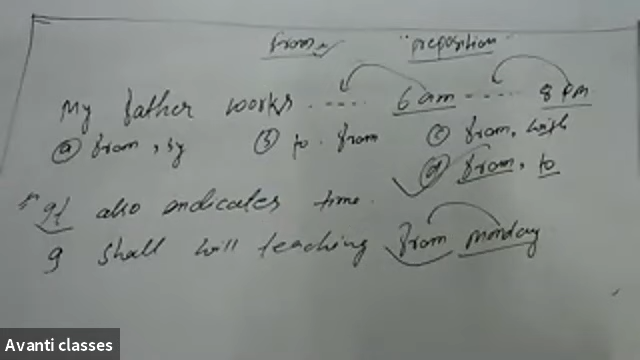 from "preposition"
My father works ..... 6 am ..... 8 PM
(a) from, by (b) to. from (c) from, with
(d) from, to
"It also indicates time.
I shall will teaching from monday
Avanti classes